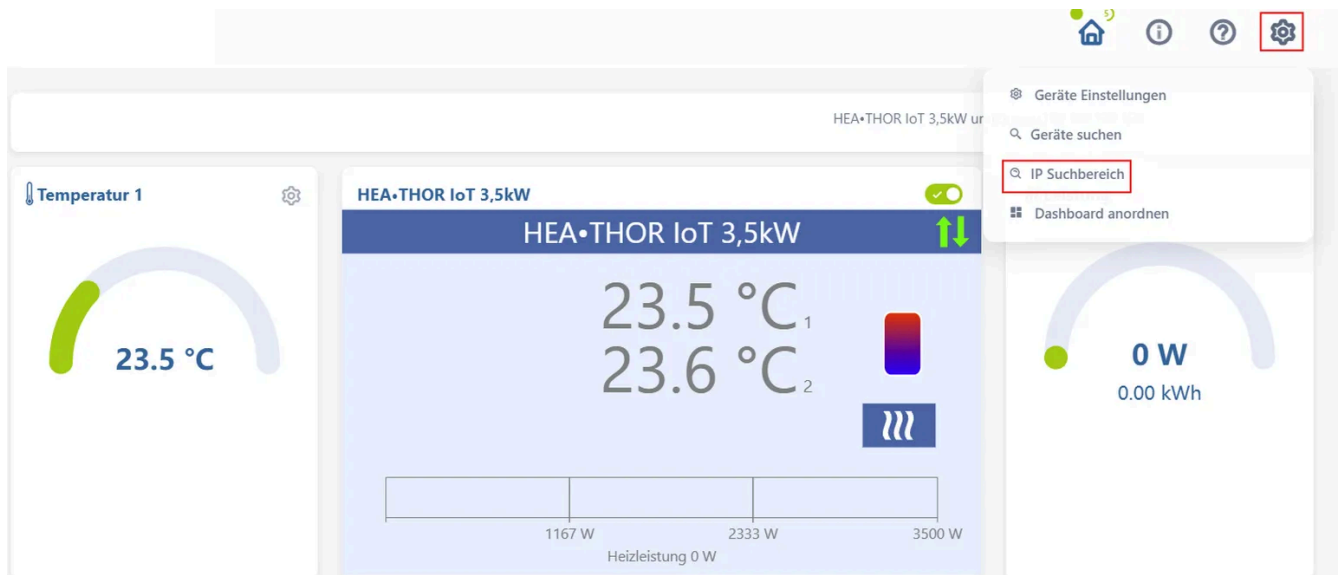 Geräte Einstellungen
Geräte suchen
IP Suchbereich
Dashboard anordnen
HEA•THOR IoT 3,5kW un
Temperatur 1
23.5 °C
HEA•THOR IoT 3,5kW
HEA•THOR IoT 3,5kW
23.5 °C 1
23.6 °C 2
1167 W 2333 W 3500 W
Heizleistung 0 W
0 W
0.00 kWh